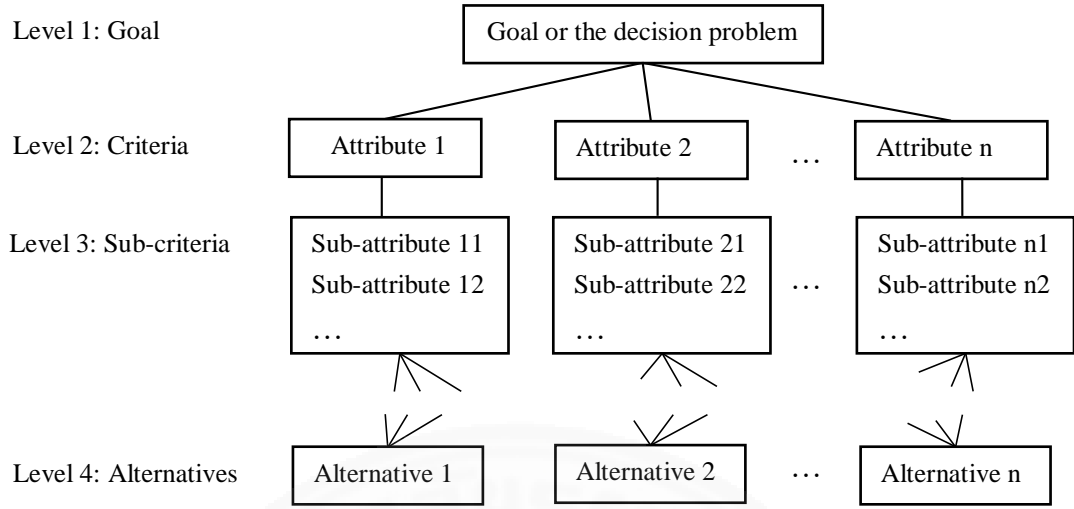 Level 1: Goal
Goal or the decision problem
Level 2: Criteria
Attribute 1
Attribute 2
…
Attribute n
Level 3: Sub-criteria
Sub-attribute 11
Sub-attribute 12
…
Sub-attribute 21
Sub-attribute 22
…
…
Sub-attribute n1
Sub-attribute n2
…
Level 4: Alternatives
Alternative 1
Alternative 2
…
Alternative n